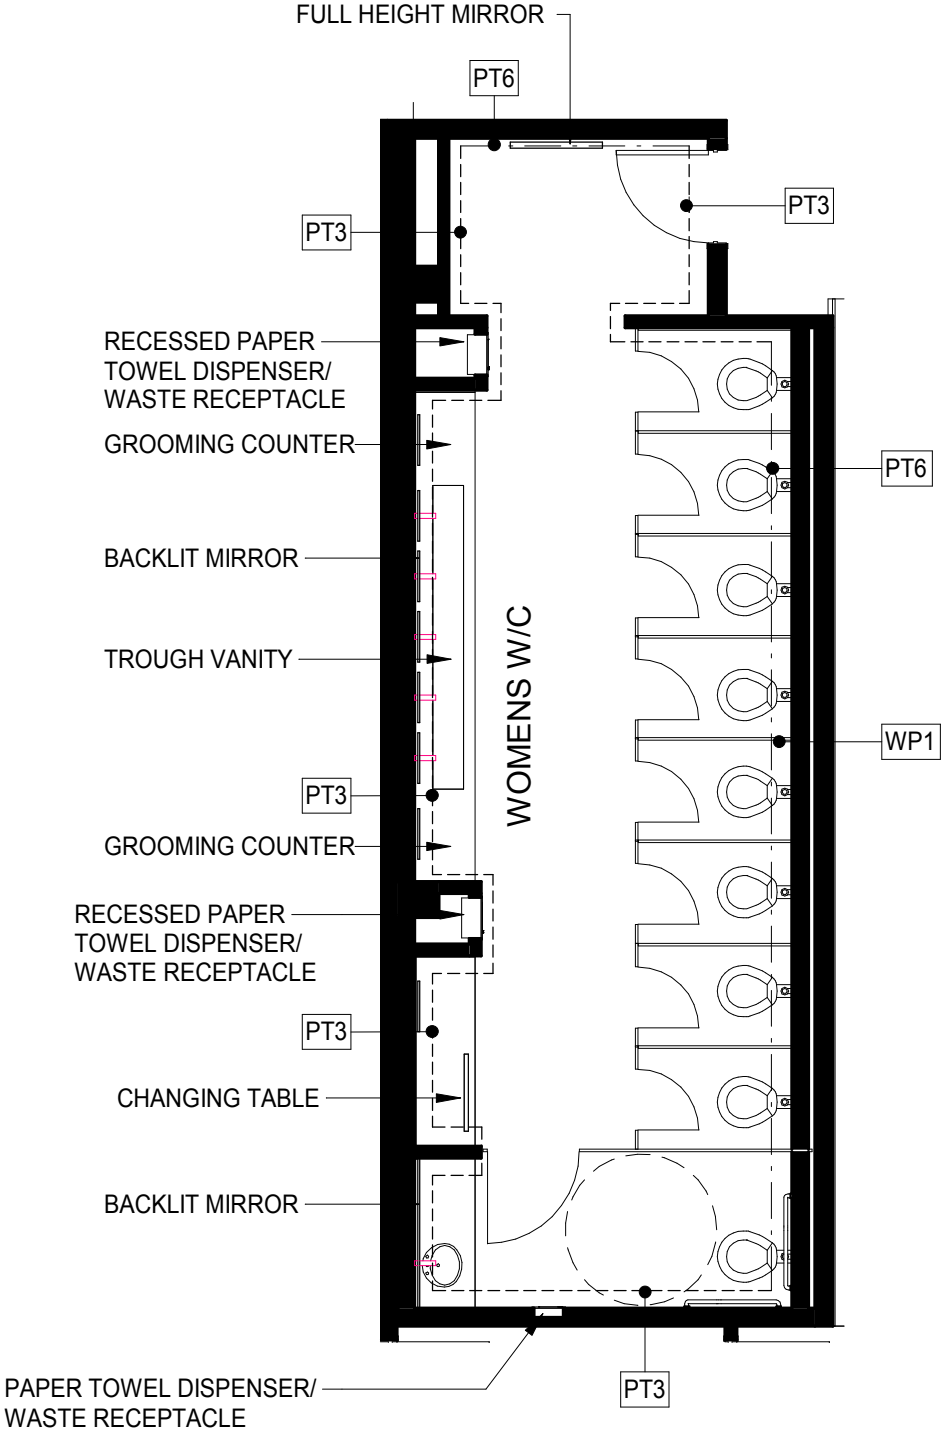 FULL HEIGHT MIRROR
PT6
PT3
PT3
RECESSED PAPER
TOWEL DISPENSER/
WASTE RECEPTACLE
GROOMING COUNTER
PT6
BACKLIT MIRROR
WOMENS W/C
TROUGH VANITY
WP1
PT3
GROOMING COUNTER
RECESSED PAPER
TOWEL DISPENSER/
WASTE RECEPTACLE
PT3
CHANGING TABLE
BACKLIT MIRROR
PAPER TOWEL DISPENSER/
WASTE RECEPTACLE
PT3